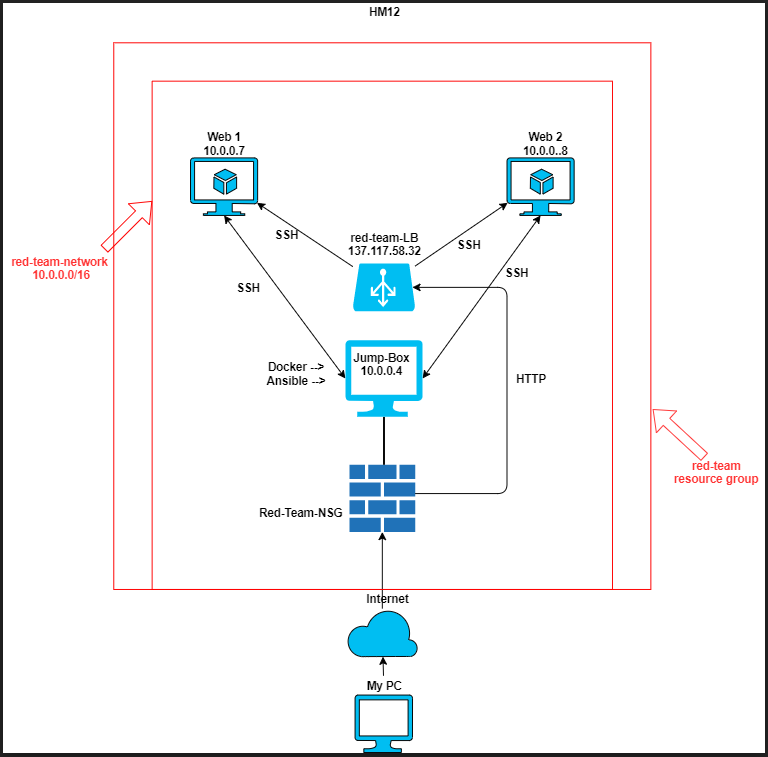 HM12
Web 1
10.0.0.7
Web 2
10.0.0..8
red-team-LB
137.117.58.32
SSH
SSH
red-team-network
10.0.0.0/16
SSH
SSH
Jump-Box
10.0.0.4
Docker -->
Ansible -->
HTTP
red-team
resource group
Red-Team-NSG
Internet
My PC